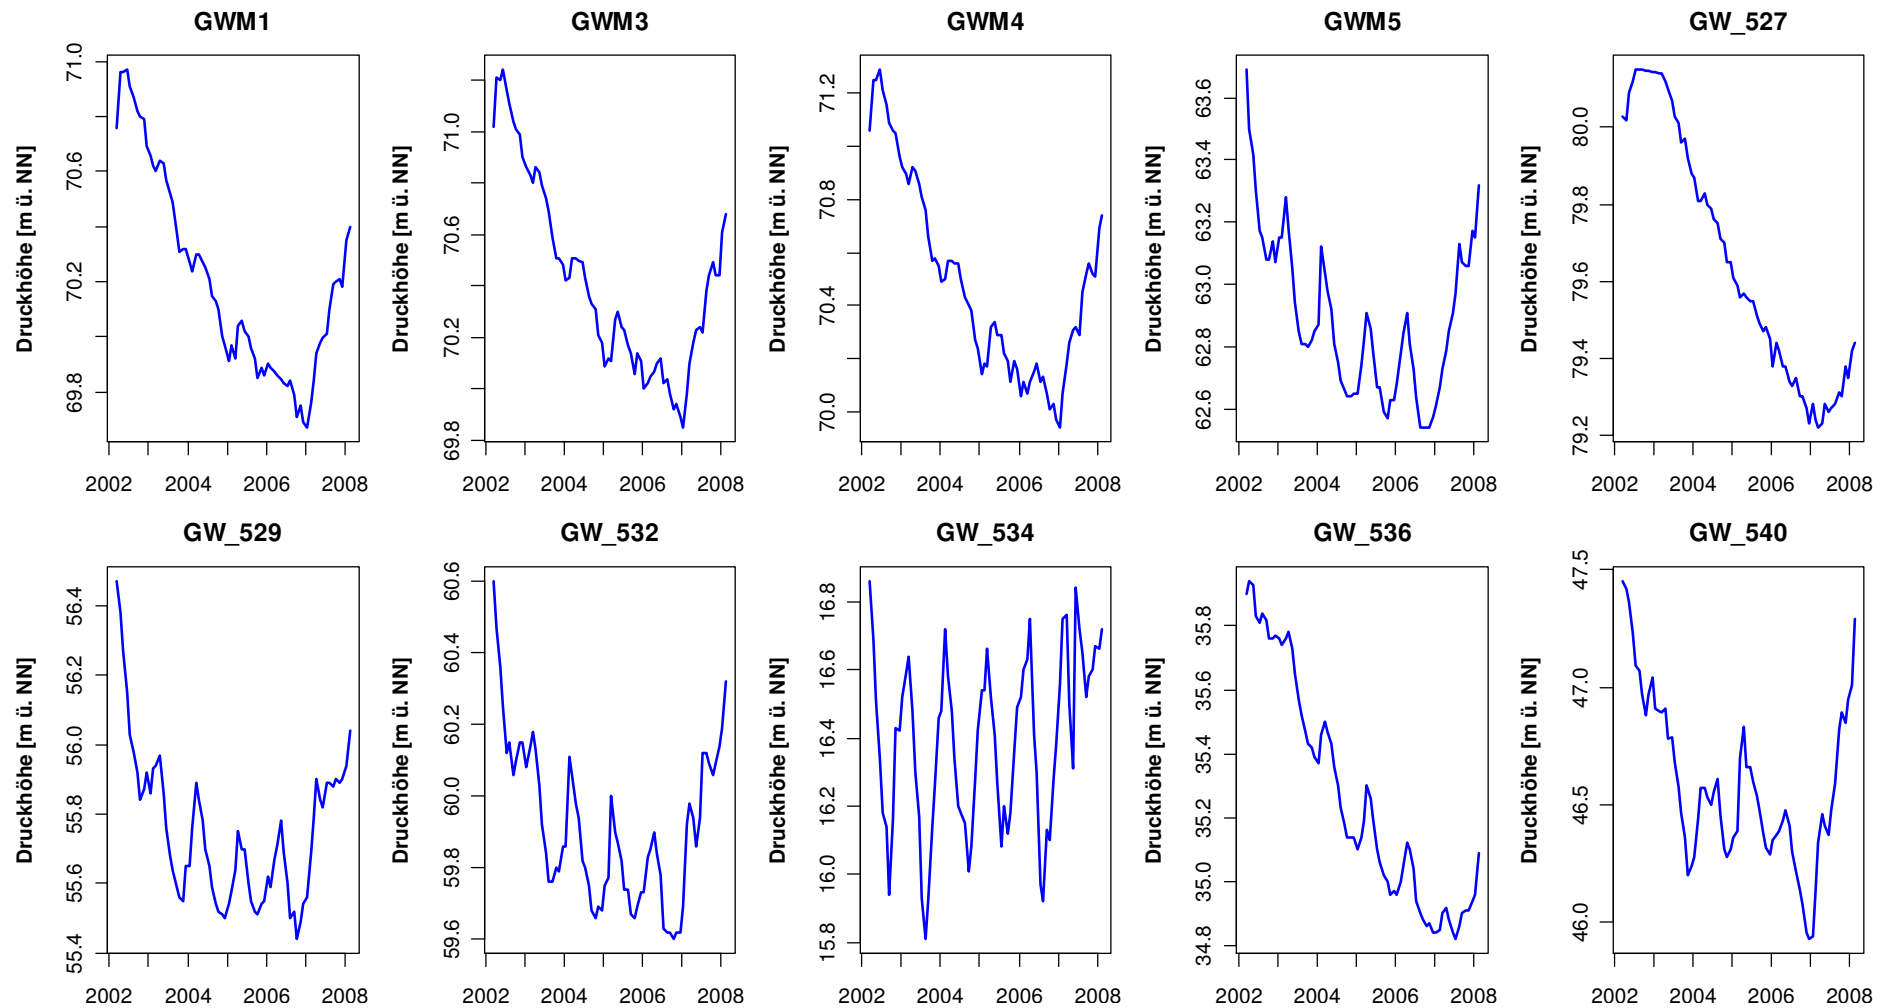 GWM1 GWM3 GWM4 GWM5 GW_527
Druckhöhe [m ü. NN] 69.8 70.2 70.6 71.0
Druckhöhe [m ü. NN] 69.8 70.2 70.6 71.0
Druckhöhe [m ü. NN] 70.0 70.4 70.8 71.2
Druckhöhe [m ü. NN] 62.6 62.8 63.0 63.2 63.4 63.6
Druckhöhe [m ü. NN] 79.2 79.4 79.6 79.8 80.0
2002 2004 2006 2008 2002 2004 2006 2008 2002 2004 2006 2008 2002 2004 2006 2008 2002 2004 2006 2008
GW_529 GW_532 GW_534 GW_536 GW_540
Druckhöhe [m ü. NN] 55.4 55.6 55.8 56.0 56.2 56.4
Druckhöhe [m ü. NN] 59.6 59.8 60.0 60.2 60.4 60.6
Druckhöhe [m ü. NN] 15.8 16.0 16.2 16.4 16.6 16.8
Druckhöhe [m ü. NN] 34.8 35.0 35.2 35.4 35.6 35.8
Druckhöhe [m ü. NN] 46.0 46.5 47.0 47.5
2002 2004 2006 2008 2002 2004 2006 2008 2002 2004 2006 2008 2002 2004 2006 2008 2002 2004 2006 2008